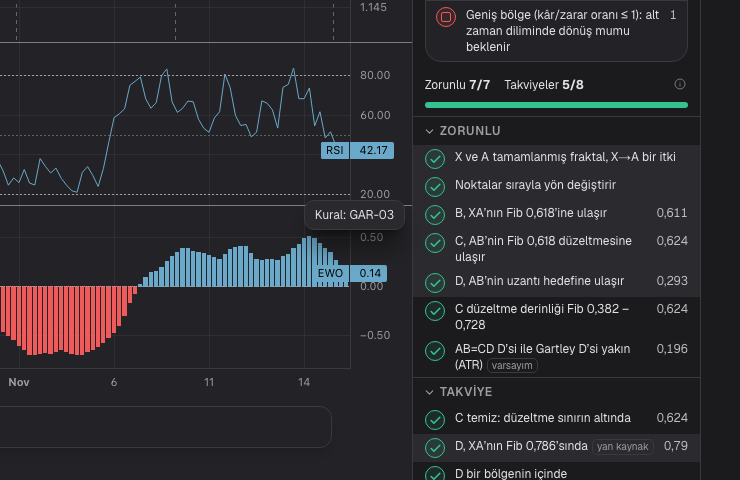 1.145
80.00
60.00
RSI 42.17
20.00
Kural: GAR-03
0.50
EWO 0.14
0.00
−0.50
Nov 6 11 14
Geniş bölge (kâr/zarar oranı ≤ 1): alt 1
zaman diliminde dönüş mumu
beklenir
Zorunlu 7/7 Takviyeler 5/8
ZORUNLU
X ve A tamamlanmış fraktal, X→A bir itki
Noktalar sırayla yön değiştirir
B, XA'nın Fib 0,618'ine ulaşır 0,611
C, AB'nin Fib 0,618 düzeltmesine 0,624
ulaşır
D, AB'nin uzantı hedefine ulaşır 0,293
C düzeltme derinliği Fib 0,382 – 0,624
0,728
AB=CD D'si ile Gartley D'si yakın 0,196
(ATR) varsayım
TAKVİYE
C temiz: düzeltme sınırın altında 0,624
D, XA'nın Fib 0,786'sında yan kaynak 0,79
D bir bölgenin içinde